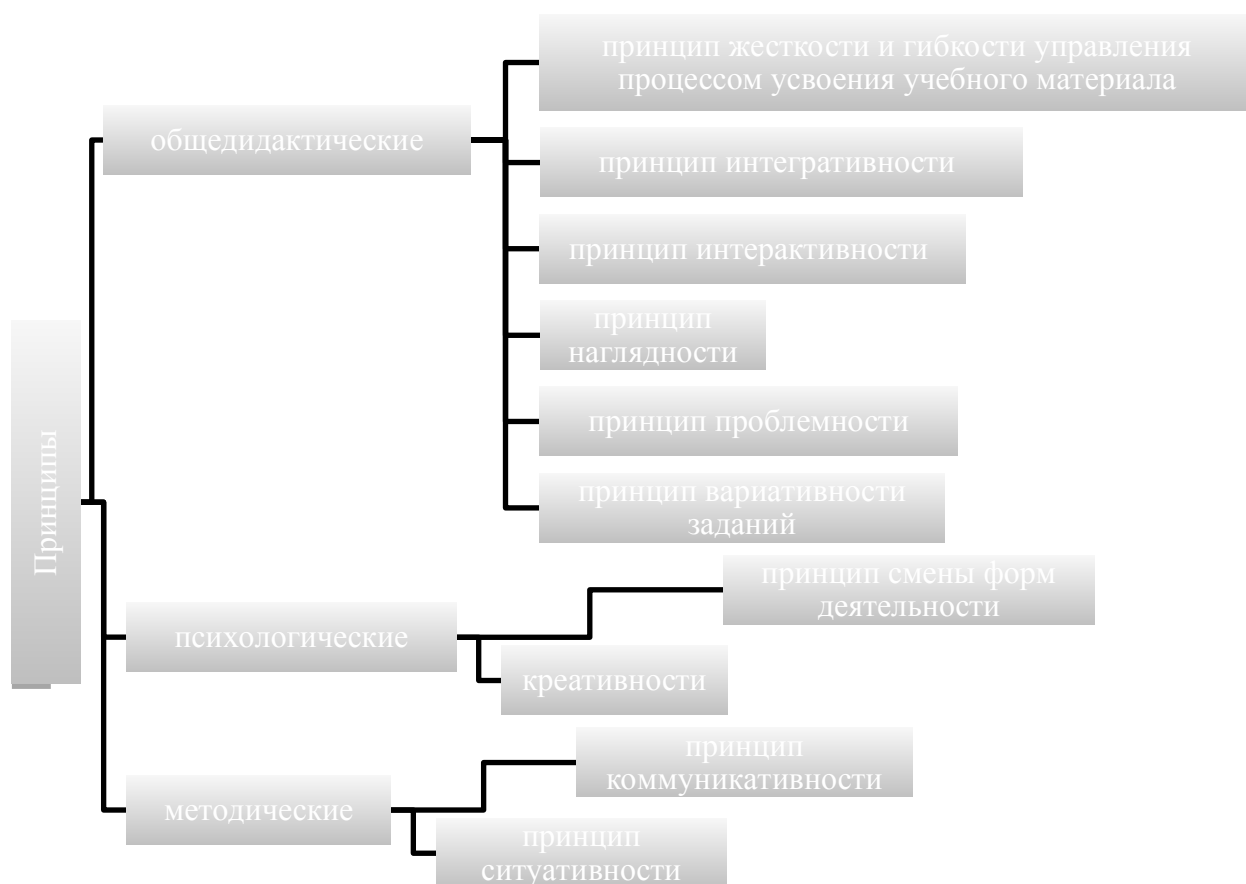 принцип жесткости и гибкости управления
процессом усвоения учебного материала
общедидактические
принцип интегративности
принцип интерактивности
принцип
наглядности
Принципы
принцип проблемности
принцип вариативности
заданий
принцип смены форм
деятельности
психологические
креативности
принцип
коммуникативности
методические
принцип
ситуативности